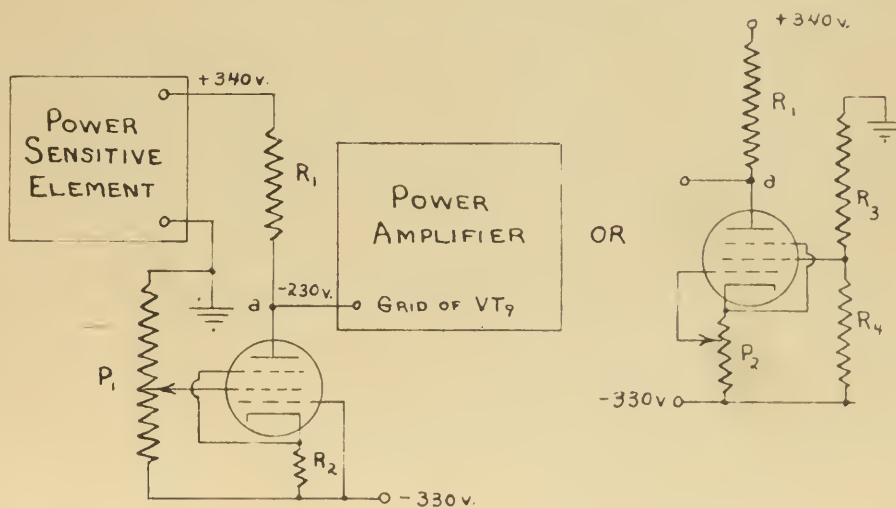 +340v.
POWER
SENSITIVE
ELEMENT
R1
POWER
AMPLIFIER
a
-230v.
GRID OF VT9
P1
R2
-330v.
OR
+340v.
R1
a
R3
P2
R4
-330v